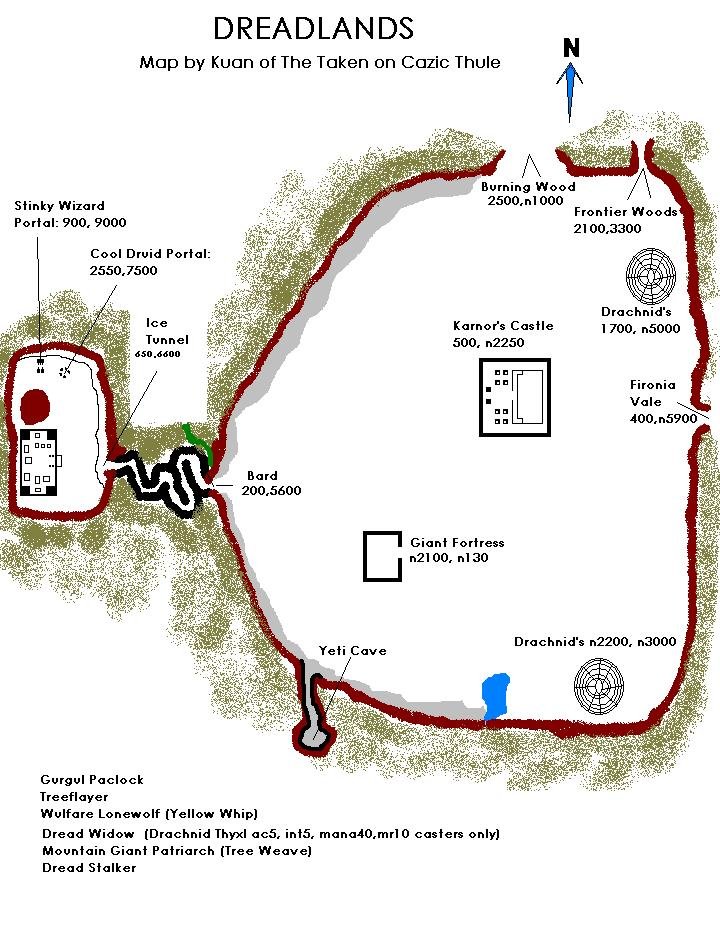 DREADLANDS
Map by Kuan of The Taken on Cazic Thule
N
Burning Wood
2500,n1000
Frontier Woods
2100,3300
Stinky Wizard
Portal: 900, 9000
Cool Druid Portal:
2550,7500
Ice
Tunnel
650,6600
Drachnid's
1700, n5000
Karnor's Castle
500, n2250
Fironia
Vale
400,n5900
Bard
200,5600
Giant Fortress
n2100, n130
Drachnid's n2200, n3000
Yeti Cave
Gurgul Paclock
Treeflayer
Wulfare Lonewolf (Yellow Whip)
Dread Widow (Drachnid Thyxl ac5, int5, mana40,mr10 casters only)
Mountain Giant Patriarch (Tree Weave)
Dread Stalker